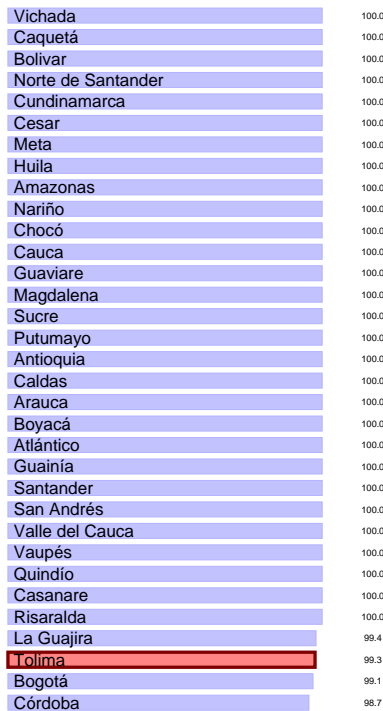 Vichada 100.0
Caquetá 100.0
Bolivar 100.0
Norte de Santander 100.0
Cundinamarca 100.0
Cesar 100.0
Meta 100.0
Huila 100.0
Amazonas 100.0
Nariño 100.0
Chocó 100.0
Cauca 100.0
Guaviare 100.0
Magdalena 100.0
Sucre 100.0
Putumayo 100.0
Antioquia 100.0
Caldas 100.0
Arauca 100.0
Boyacá 100.0
Atlántico 100.0
Guainía 100.0
Santander 100.0
San Andrés 100.0
Valle del Cauca 100.0
Vaupés 100.0
Quindío 100.0
Casanare 100.0
Risaralda 100.0
La Guajira 99.4
Tolima 99.3
Bogotá 99.1
Córdoba 98.7